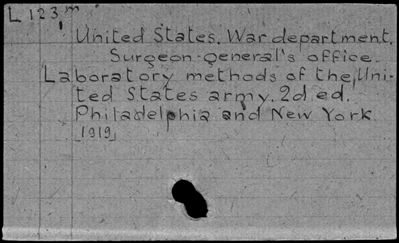 L123m
United States. War department.
Surgeon-general's office.
Laboratory methods of the Uni-
ted States army. 2d ed.
Philadelphia and New York
[1919]